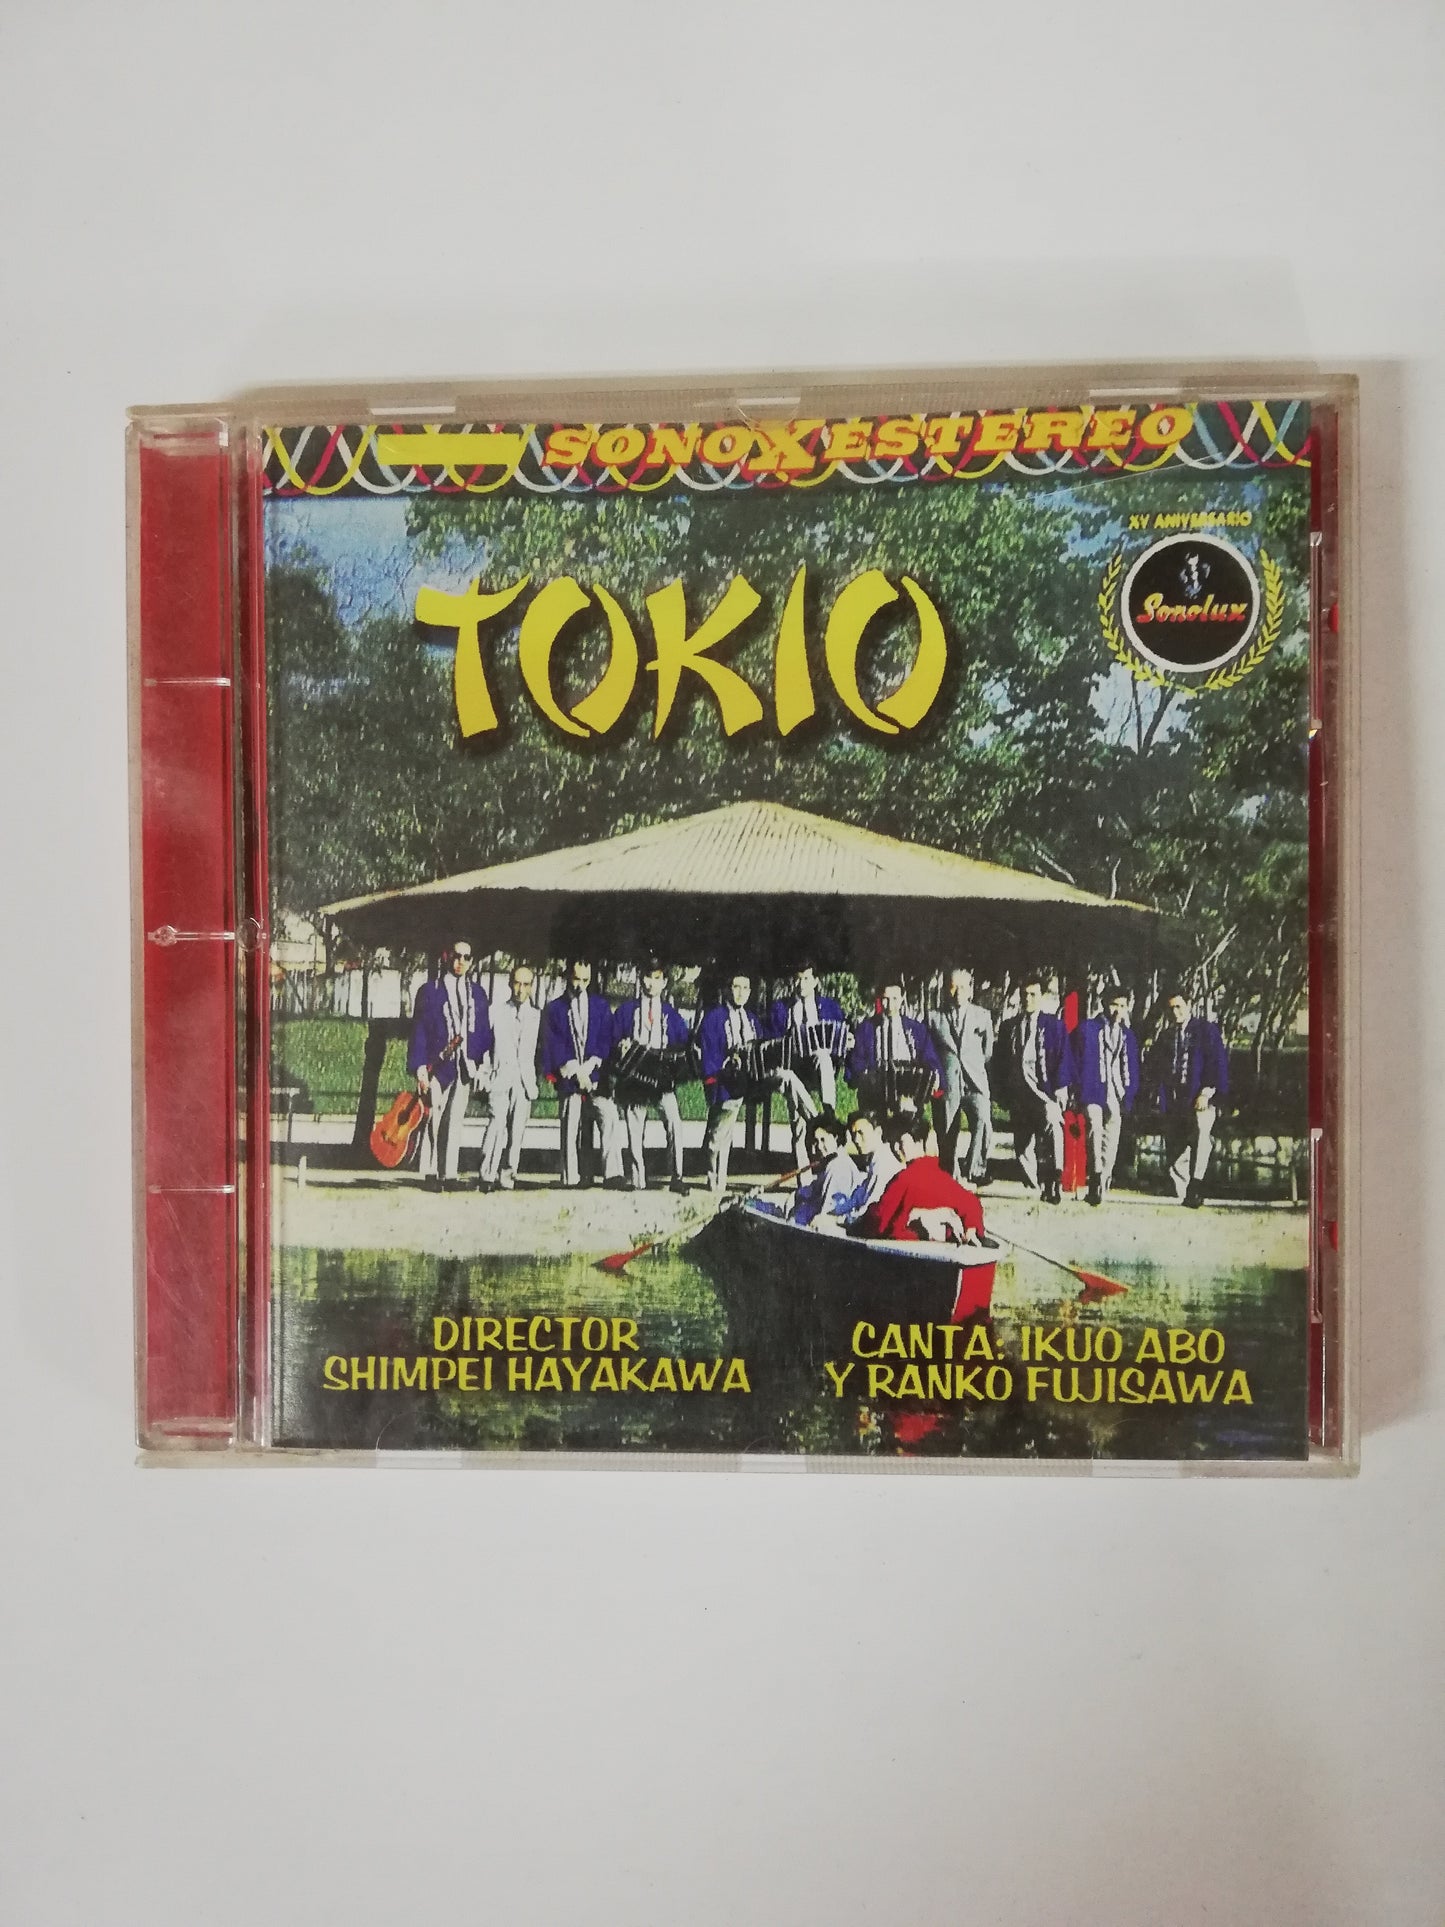 SONOXESTEREO
XV ANIVERSARIO
Sonolux
TOKIO
DIRECTOR
SHIMPEI HAYAKAWA
CANTA: IKUO ABO
Y RANKO FUJISAWA